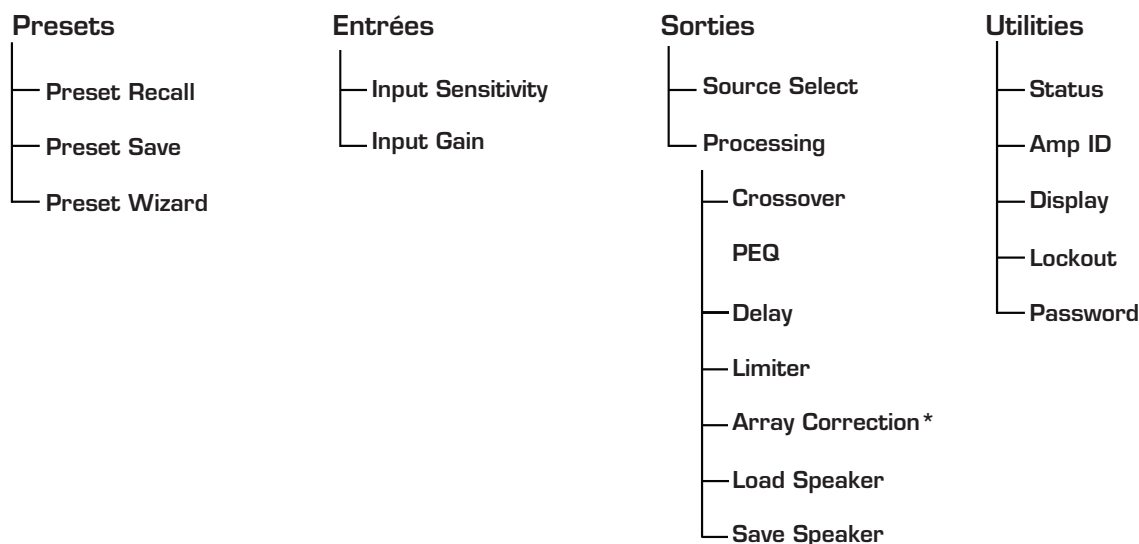 Presets
Preset Recall
Preset Save
Preset Wizard
Entrées
Input Sensitivity
Input Gain
Sorties
Source Select
Processing
Crossover
PEQ
Delay
Limiter
Array Correction*
Load Speaker
Save Speaker
Utilities
Status
Amp ID
Display
Lockout
Password